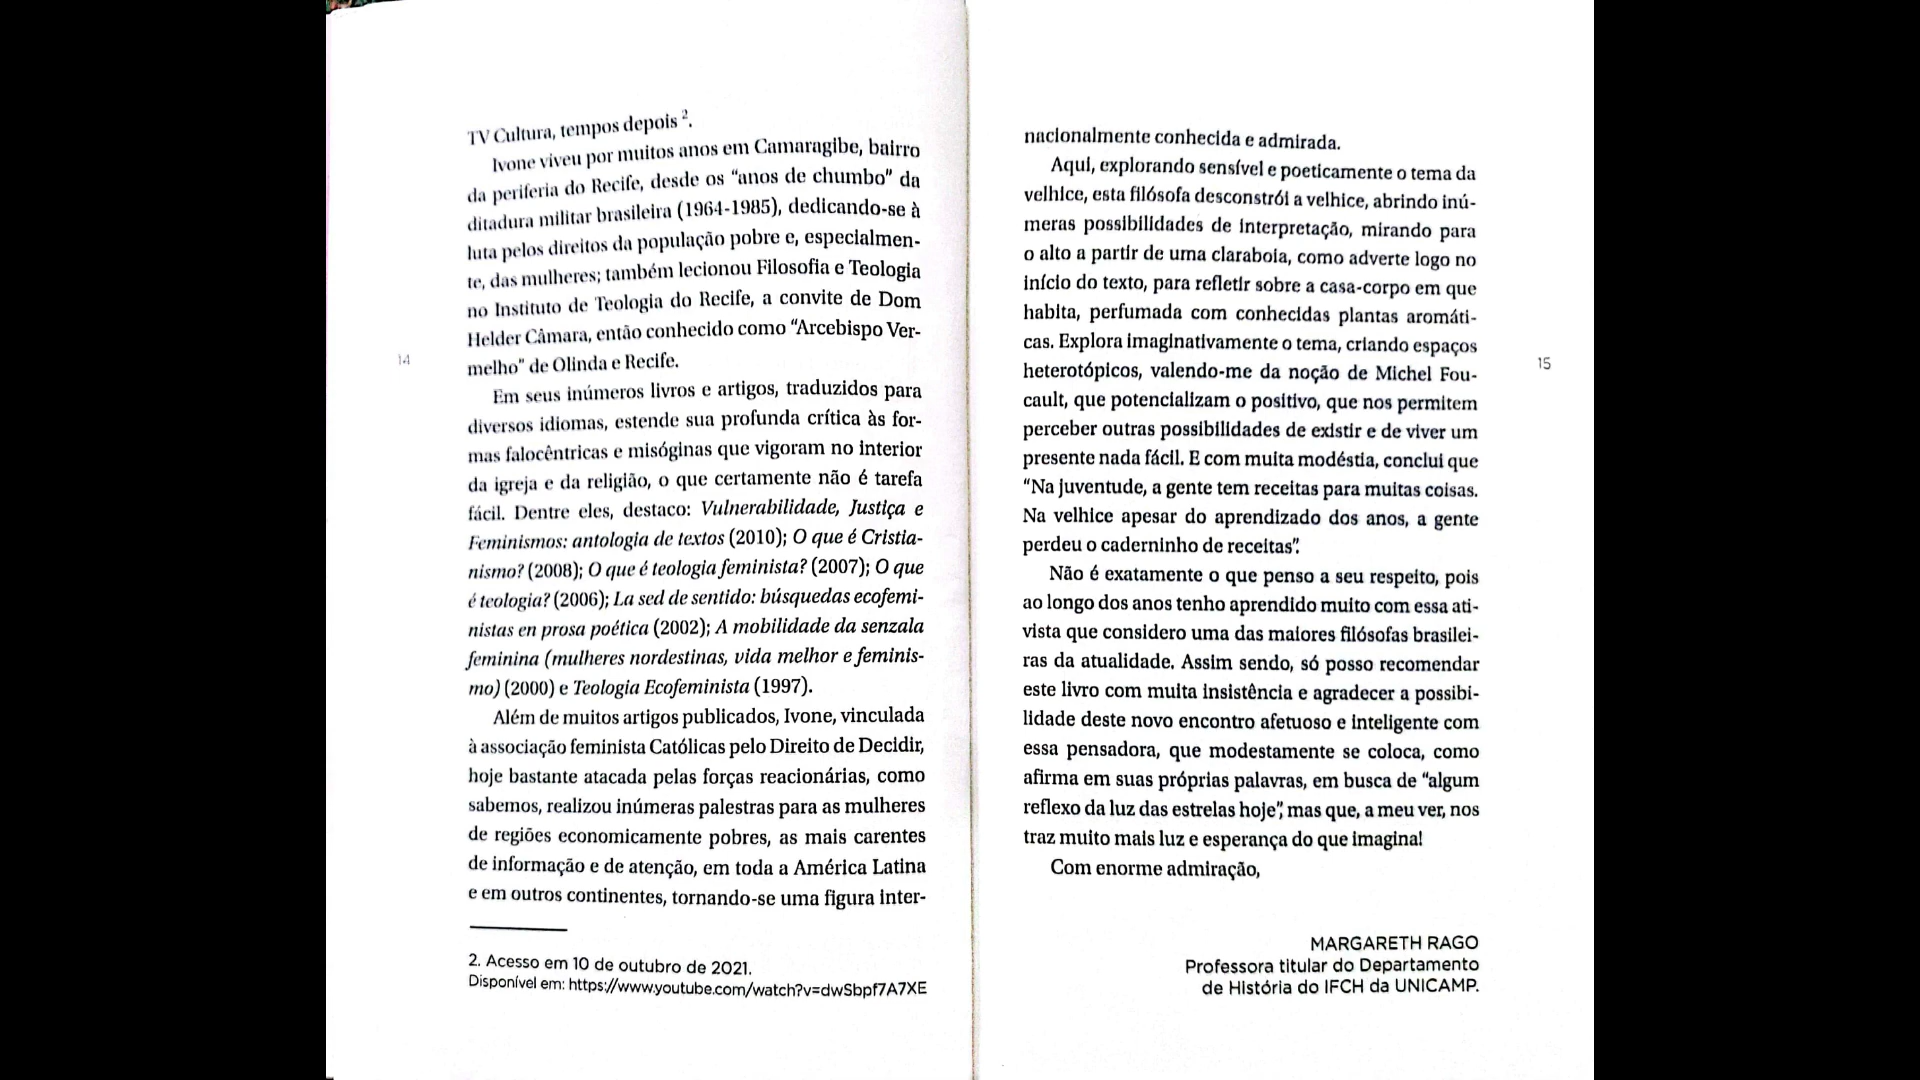 TV Cultura, tempos depois ².
Ivone viveu por muitos anos em Camaragibe, bairro
da periferia do Recife, desde os “anos de chumbo” da
ditadura militar brasileira (1964-1985), dedicando-se à
luta pelos direitos da população pobre e, especialmen-
te, das mulheres; também lecionou Filosofia e Teologia
no Instituto de Teologia do Recife, a convite de Dom
Helder Câmara, então conhecido como “Arcebispo Ver-
melho” de Olinda e Recife.
14
Em seus inúmeros livros e artigos, traduzidos para
diversos idiomas, estende sua profunda crítica às for-
mas falocêntricas e misóginas que vigoram no interior
da igreja e da religião, o que certamente não é tarefa
fácil. Dentre eles, destaco: Vulnerabilidade, Justiça e
Feminismos: antologia de textos (2010); O que é Cristia-
nismo? (2008); O que é teologia feminista? (2007); O que
é teologia? (2006); La sed de sentido: búsquedas ecofemi-
nistas en prosa poética (2002); A mobilidade da senzala
feminina (mulheres nordestinas, vida melhor e feminis-
mo) (2000) e Teologia Ecofeminista (1997).
Além de muitos artigos publicados, Ivone, vinculada
à associação feminista Católicas pelo Direito de Decidir,
hoje bastante atacada pelas forças reacionárias, como
sabemos, realizou inúmeras palestras para as mulheres
de regiões economicamente pobres, as mais carentes
de informação e de atenção, em toda a América Latina
e em outros continentes, tornando-se uma figura inter-
2. Acesso em 10 de outubro de 2021.
Disponível em: https://www.youtube.com/watch?v=dwSbpf7A7XE
nacionalmente conhecida e admirada.
Aqui, explorando sensível e poeticamente o tema da
velhice, esta filósofa desconstrói a velhice, abrindo inú-
meras possibilidades de interpretação, mirando para
o alto a partir de uma claraboia, como adverte logo no
início do texto, para refletir sobre a casa-corpo em que
habita, perfumada com conhecidas plantas aromáti-
cas. Explora imaginativamente o tema, criando espaços
heterotópicos, valendo-me da noção de Michel Fou-
cault, que potencializam o positivo, que nos permitem
perceber outras possibilidades de existir e de viver um
presente nada fácil. E com muita modéstia, conclui que
“Na juventude, a gente tem receitas para muitas coisas.
Na velhice apesar do aprendizado dos anos, a gente
perdeu o caderninho de receitas”.
15
Não é exatamente o que penso a seu respeito, pois
ao longo dos anos tenho aprendido muito com essa ati-
vista que considero uma das maiores filósofas brasilei-
ras da atualidade. Assim sendo, só posso recomendar
este livro com muita insistência e agradecer a possibi-
lidade deste novo encontro afetuoso e inteligente com
essa pensadora, que modestamente se coloca, como
afirma em suas próprias palavras, em busca de “algum
reflexo da luz das estrelas hoje”, mas que, a meu ver, nos
traz muito mais luz e esperança do que imagina!
Com enorme admiração,
MARGARETH RAGO
Professora titular do Departamento
de História do IFCH da UNICAMP.